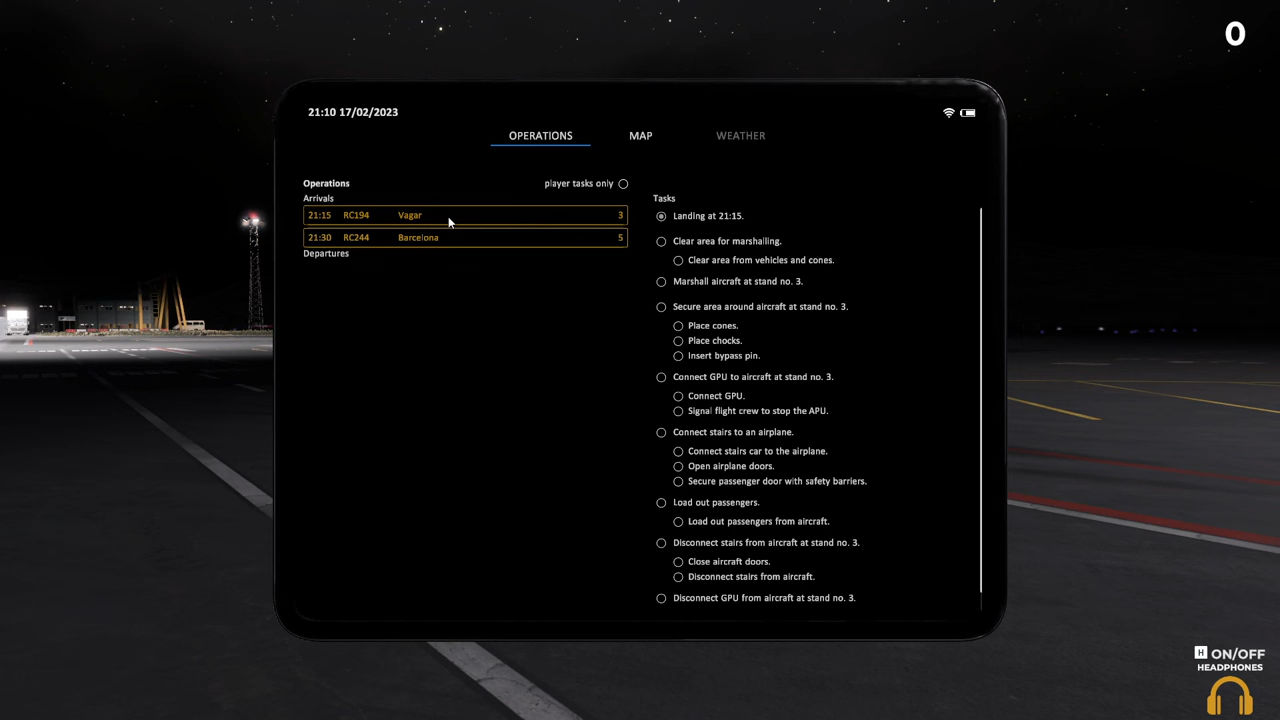 0
21:10 17/02/2023
OPERATIONS MAP WEATHER
Operations player tasks only
Arrivals
21:15 RC194 Vagar 3
21:30 RC244 Barcelona 5
Departures
Tasks
Landing at 21:15.
Clear area for marshalling.
Clear area from vehicles and cones.
Marshall aircraft at stand no. 3.
Secure area around aircraft at stand no. 3.
Place cones.
Place chocks.
Insert bypass pin.
Connect GPU to aircraft at stand no. 3.
Connect GPU.
Signal flight crew to stop the APU.
Connect stairs to an airplane.
Connect stairs car to the airplane.
Open airplane doors.
Secure passenger door with safety barriers.
Load out passengers.
Load out passengers from aircraft.
Disconnect stairs from aircraft at stand no. 3.
Close aircraft doors.
Disconnect stairs from aircraft.
Disconnect GPU from aircraft at stand no. 3.
H ON/OFF
HEADPHONES